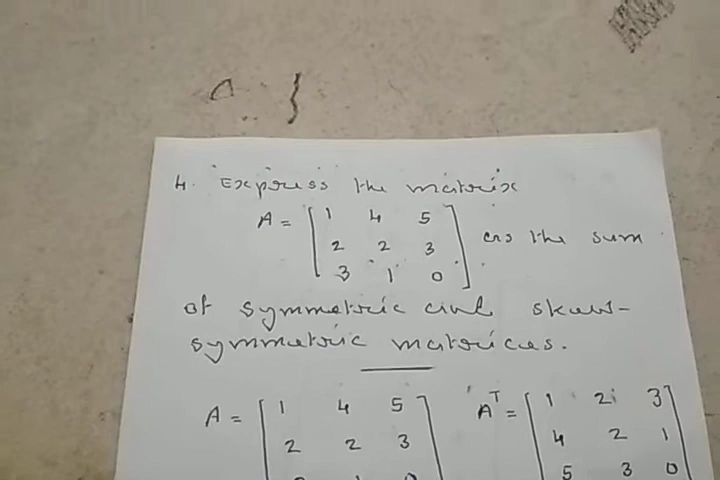 4. Express the matrix
A = [ 1 4 5
2 2 3
3 1 0 ] as the sum
of symmetric and skew-
symmetric matrices.
A = [ 1 4 5 ] Aᵀ = [ 1 2 3 ]
2 2 3 4 2 1
5 3 0